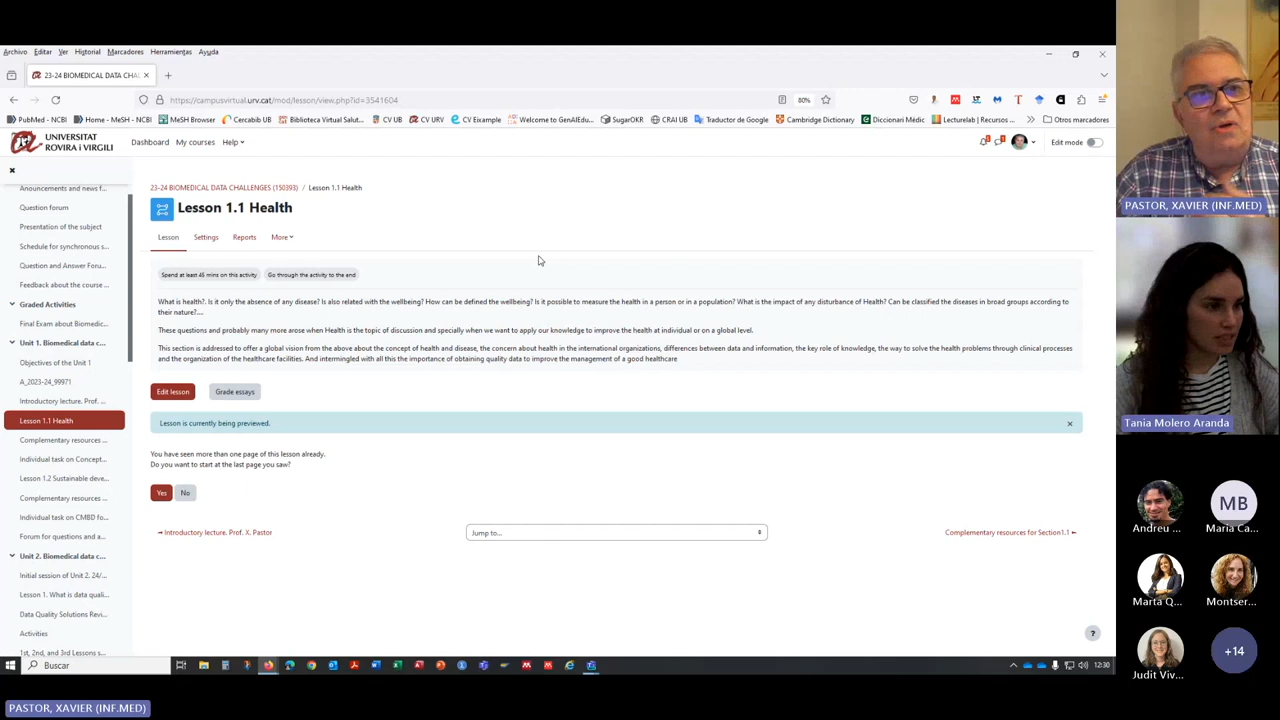 Archivo Editar Ver Historial Marcadores Herramientas Ayuda
23-24 BIOMEDICAL DATA CHAL
https://campusvirtual.urv.cat/mod/lesson/view.php?id=3541604
80%
PubMed - NCBI Home - MeSH - NCBI MeSH Browser Cercabib UB Biblioteca Virtual Salut... CV UB CV URV CV Eixample Welcome to GenAIEdu... SugarOKR CRAI UB Traductor de Google Cambridge Dictionary Diccionari Mèdic Lecturelab | Recursos ... Otros marcadores
UNIVERSITAT
ROVIRA i VIRGILI
Dashboard My courses Help
Edit mode
Anouncements and news f...
Question forum
Presentation of the subject
Schedule for synchronous s...
Question and Answer Foru...
Feedback about the course ...
Graded Activities
Final Exam about Biomedic...
Unit 1. Biomedical data c...
Objectives of the Unit 1
A_2023-24_99971
Introductory lecture. Prof. ...
Lesson 1.1 Health
Complementary resources ...
Individual task on Concept...
Lesson 1.2 Sustainable deve...
Complementary resources ...
Individual task on CMBD fo...
Forum for questions and a...
Unit 2. Biomedical data c...
Initial session of Unit 2. 24/...
Lesson 1. What is data quali...
Data Quality Solutions Revi...
Activities
1st, 2nd, and 3rd Lessons s...
23-24 BIOMEDICAL DATA CHALLENGES (150393) / Lesson 1.1 Health
Lesson 1.1 Health
Lesson Settings Reports More
Spend at least 45 mins on this activity Go through the activity to the end
What is health?. Is it only the absence of any disease? Is also related with the wellbeing? How can be defined the wellbeing? Is it possible to measure the health in a person or in a population? What is the impact of any disturbance of Health? Can be classified the diseases in broad groups according to
their nature?....
These questions and probably many more arose when Health is the topic of discussion and specially when we want to apply our knowledge to improve the health at individual or on a global level.
This section is addressed to offer a global vision from the above about the concept of health and disease, the concern about health in the international organizations, differences between data and information, the key role of knowledge, the way to solve the health problems through clinical processes
and the organization of the healthcare facilities. And intermingled with all this the importance of obtaining quality data to improve the management of a good healthcare
Edit lesson Grade essays
Lesson is currently being previewed.
You have seen more than one page of this lesson already.
Do you want to start at the last page you saw?
Yes No
Introductory lecture. Prof. X. Pastor
Jump to...
Complementary resources for Section1.1
?
Buscar
12:30
PASTOR, XAVIER (INF.MED)
PASTOR, XAVIER (INF.MED)
Tania Molero Aranda
MB
Andreu ... Maria Ca...
Marta Q... Montser...
Judit Viv... +14